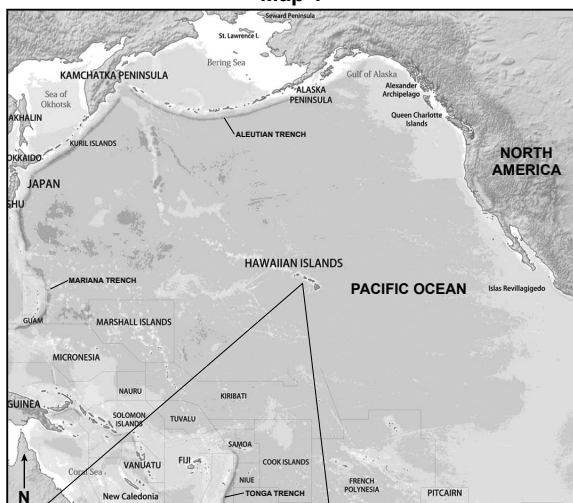 Seward Peninsula
St. Lawrence I.
Bering Sea
KAMCHATKA PENINSULA
Gulf of Alaska
ALASKA
PENINSULA
Alexander
Archipelago
Sea of
Okhotsk
AKHALIN
ALEUTIAN TRENCH
Queen Charlotte
Islands
KURIL ISLANDS
OKKAIDO
NORTH
AMERICA
JAPAN
HAWAIIAN ISLANDS
MARIANA TRENCH
PACIFIC OCEAN
Islas Revillagigedo
GUAM
MARSHALL ISLANDS
MICRONESIA
NAURU
KIRIBATI
GUINEA
SOLOMON
ISLANDS
TUVALU
SAMOA
Coral Sea
VANUATU
FIJI
COOK ISLANDS
NIUE
FRENCH
POLYNESIA
N
New Caledonia
TONGA TRENCH
PITCAIRN